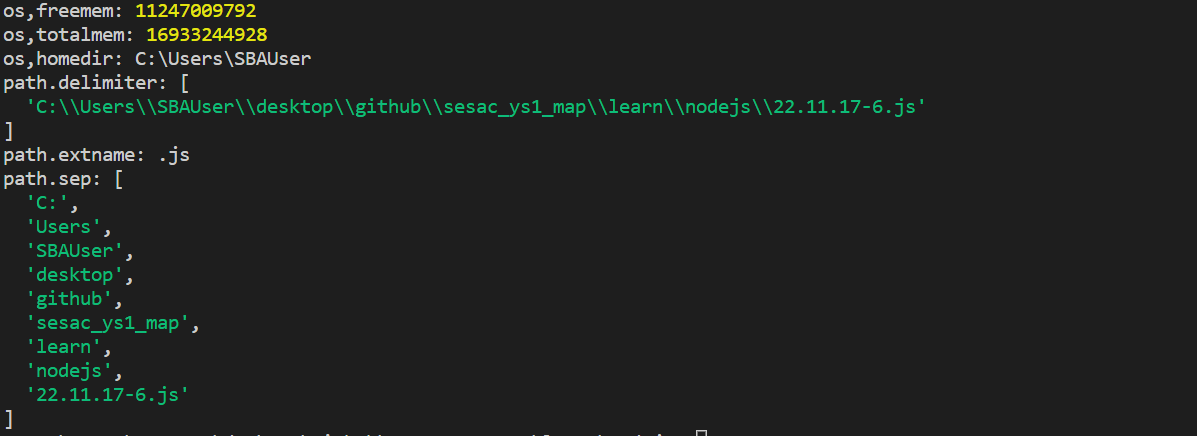 os,freemem: 11247009792
os,totalmem: 16933244928
os,homedir: C:\Users\SBAUser
path.delimiter: [
  'C:\\Users\\SBAUser\\desktop\\github\\sesac_ys1_map\\learn\\nodejs\\22.11.17-6.js'
]
path.extname: .js
path.sep: [
  'C:',
  'Users',
  'SBAUser',
  'desktop',
  'github',
  'sesac_ys1_map',
  'learn',
  'nodejs',
  '22.11.17-6.js'
]